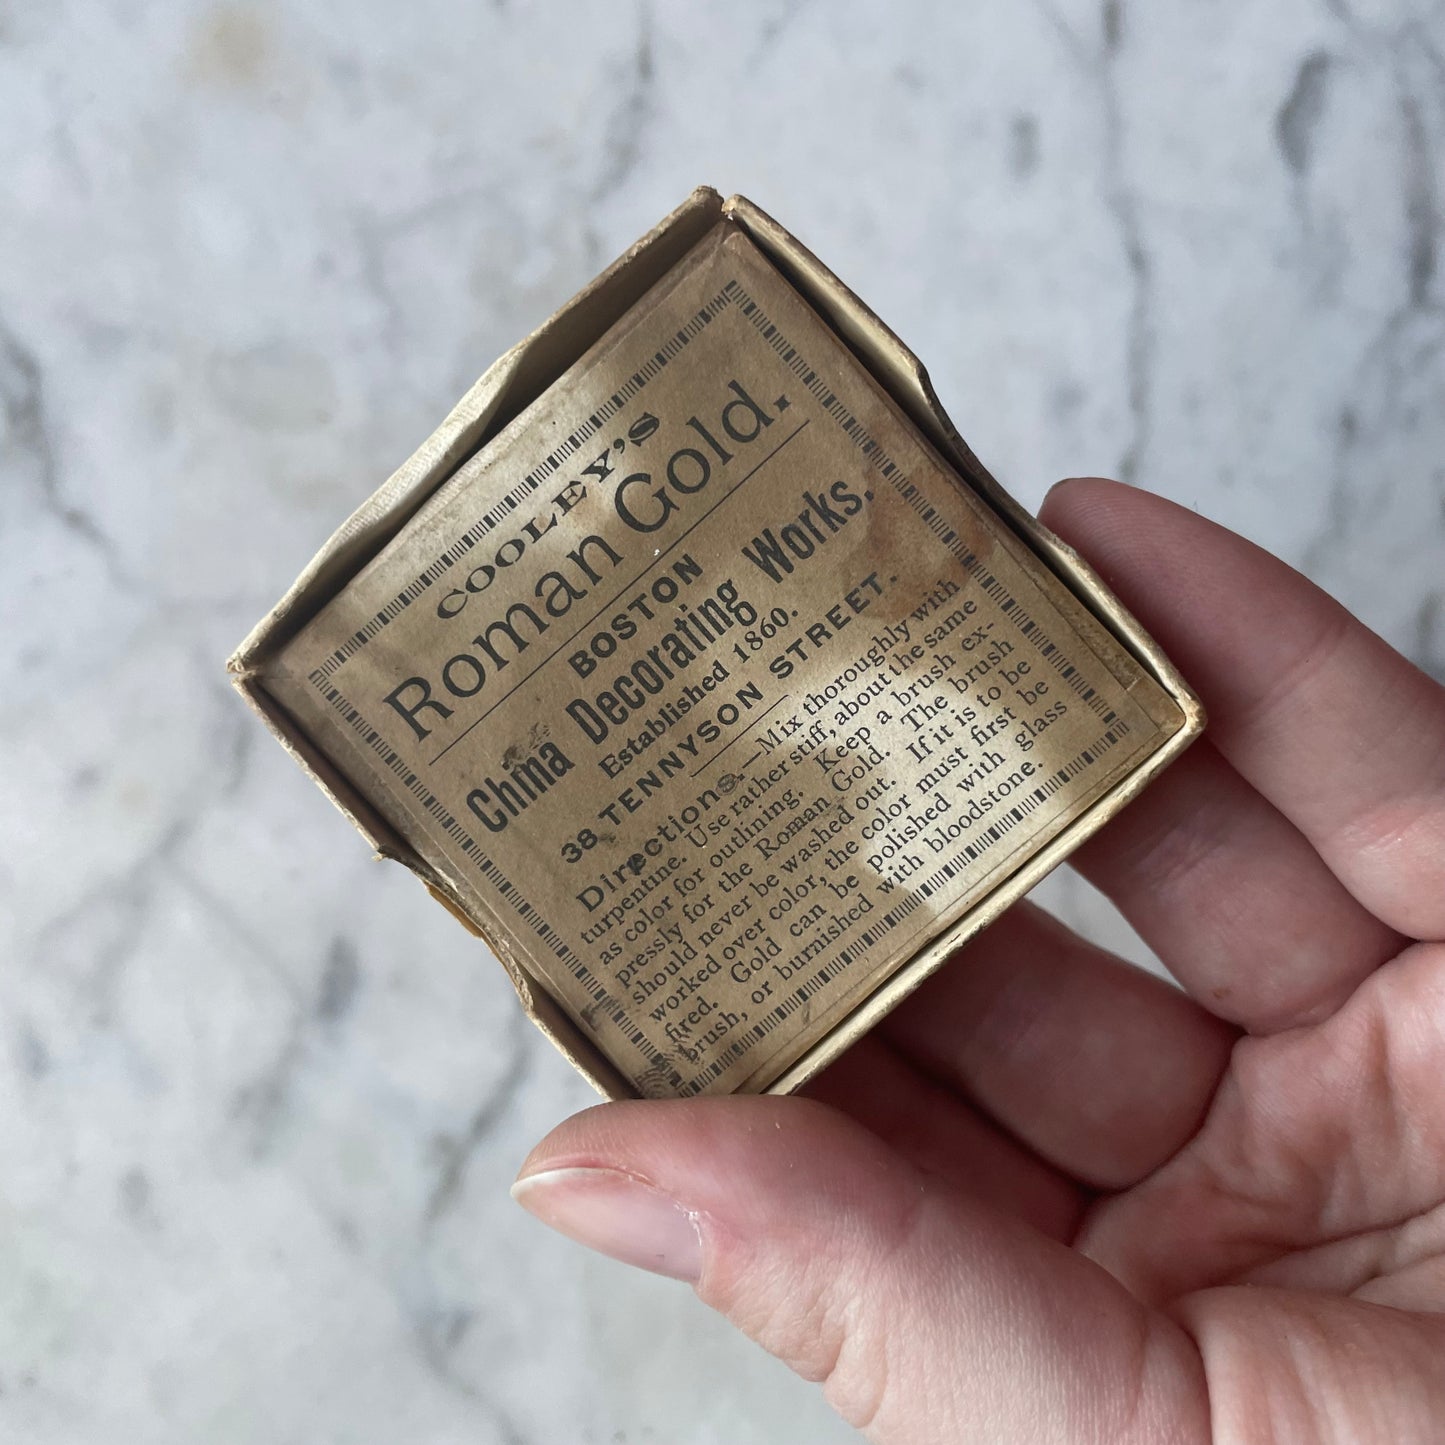 COOLEY'S
Roman Gold.
BOSTON
China Decorating Works.
Established 1860.
38 TENNYSON STREET.
Directions.—Mix thoroughly with
turpentine. Use rather stiff, about the same
as color for outlining. Keep a brush ex-
pressly for the Roman Gold. The brush
should never be washed out. If it is to be
worked over color, the color must first be
fired. Gold can be polished with glass
brush, or burnished with bloodstone.